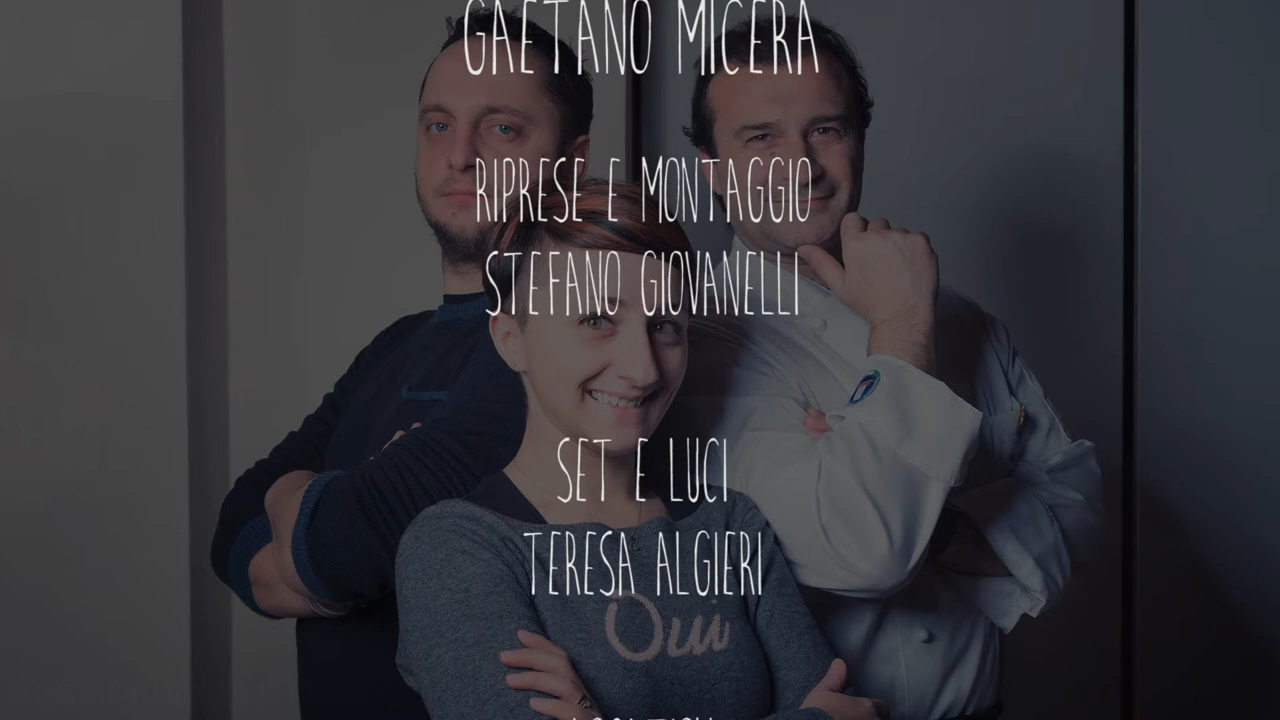 GAETANO MICERA
RIPRESE E MONTAGGIO
STEFANO GIOVANELLI
SET E LUCI
TERESA ALGIERI
Oui